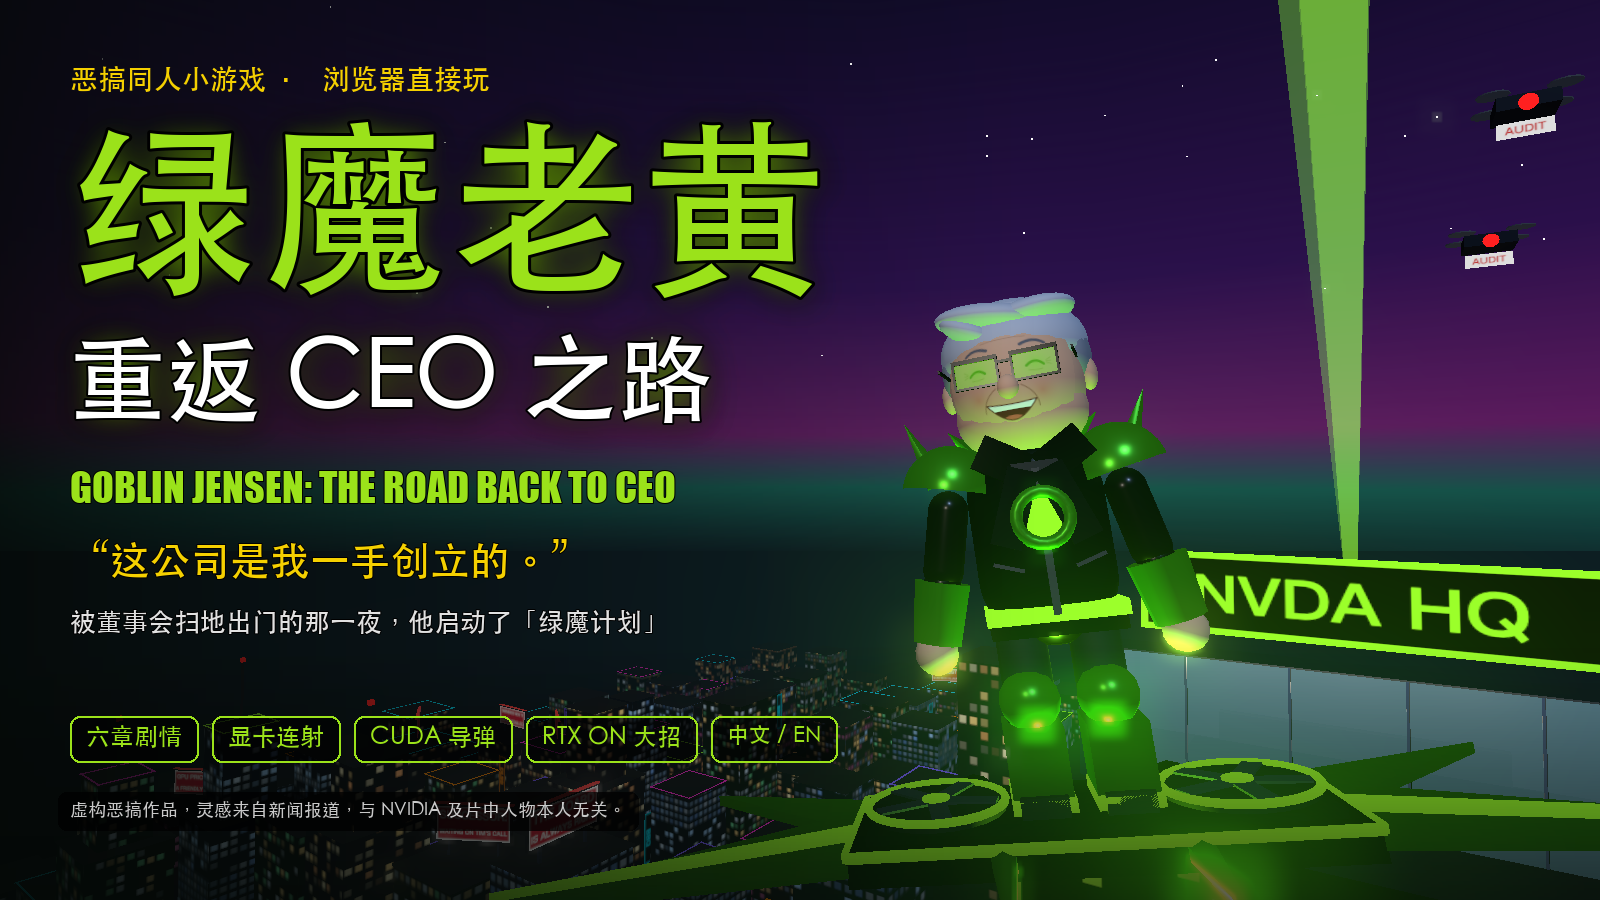 恶搞同人小游戏 · 浏览器直接玩
绿魔老黄
重返 CEO 之路
GOBLIN JENSEN: THE ROAD BACK TO CEO
“这公司是我一手创立的。”
被董事会扫地出门的那一夜，他启动了「绿魔计划」
六章剧情 显卡连射 CUDA 导弹 RTX ON 大招 中文 / EN
虚构恶搞作品，灵感来自新闻报道，与 NVIDIA 及片中人物本人无关。
AUDIT
AUDIT
NVDA HQ